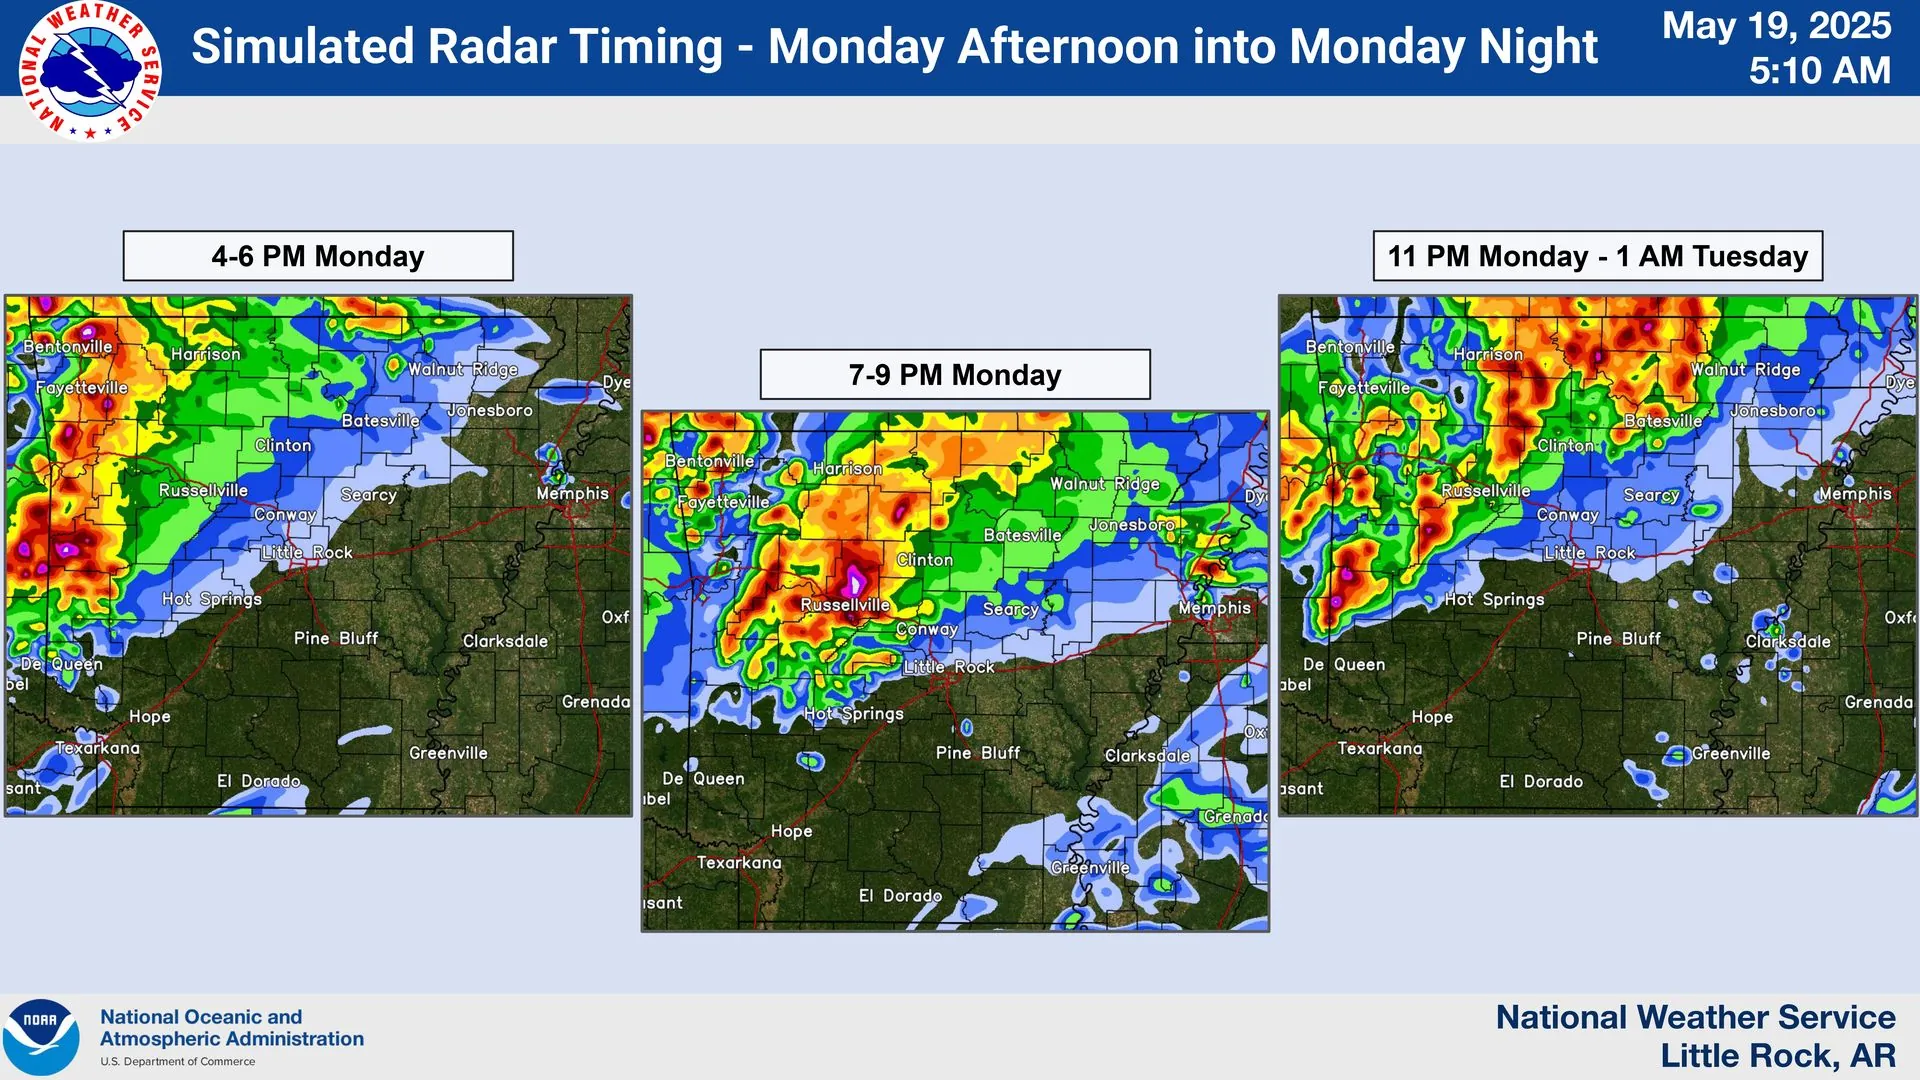 NATIONAL WEATHER SERVICE
Simulated Radar Timing - Monday Afternoon into Monday Night
May 19, 2025
5:10 AM
4-6 PM Monday
Bentonville
Harrison
Fayetteville
Walnut Ridge
Dye
Jonesboro
Batesville
Clinton
Russellville
Searcy
Memphis
Conway
Little Rock
Hot Springs
Oxf
Pine Bluff
Clarksdale
De Queen
bel
Grenada
Hope
Texarkana
Greenville
sant
El Dorado
7-9 PM Monday
Bentonville
Harrison
Walnut Ridge
Fayetteville
Dy
Jonesboro
Batesville
Clinton
Russellville
Searcy
Memphis
Conway
Little Rock
Hot Springs
Ox
Pine Bluff
Clarksdale
De Queen
bel
Grenad
Hope
Texarkana
Greenville
sant
El Dorado
11 PM Monday - 1 AM Tuesday
Bentonville
Harrison
Walnut Ridge
Fayetteville
Dye
Jonesboro
Batesville
Clinton
Russellville
Searcy
Memphis
Conway
Little Rock
Hot Springs
Oxf
Pine Bluff
Clarksdale
De Queen
abel
Grenada
Hope
Texarkana
Greenville
asant
El Dorado
NOAA
National Oceanic and
Atmospheric Administration
U.S. Department of Commerce
National Weather Service
Little Rock, AR